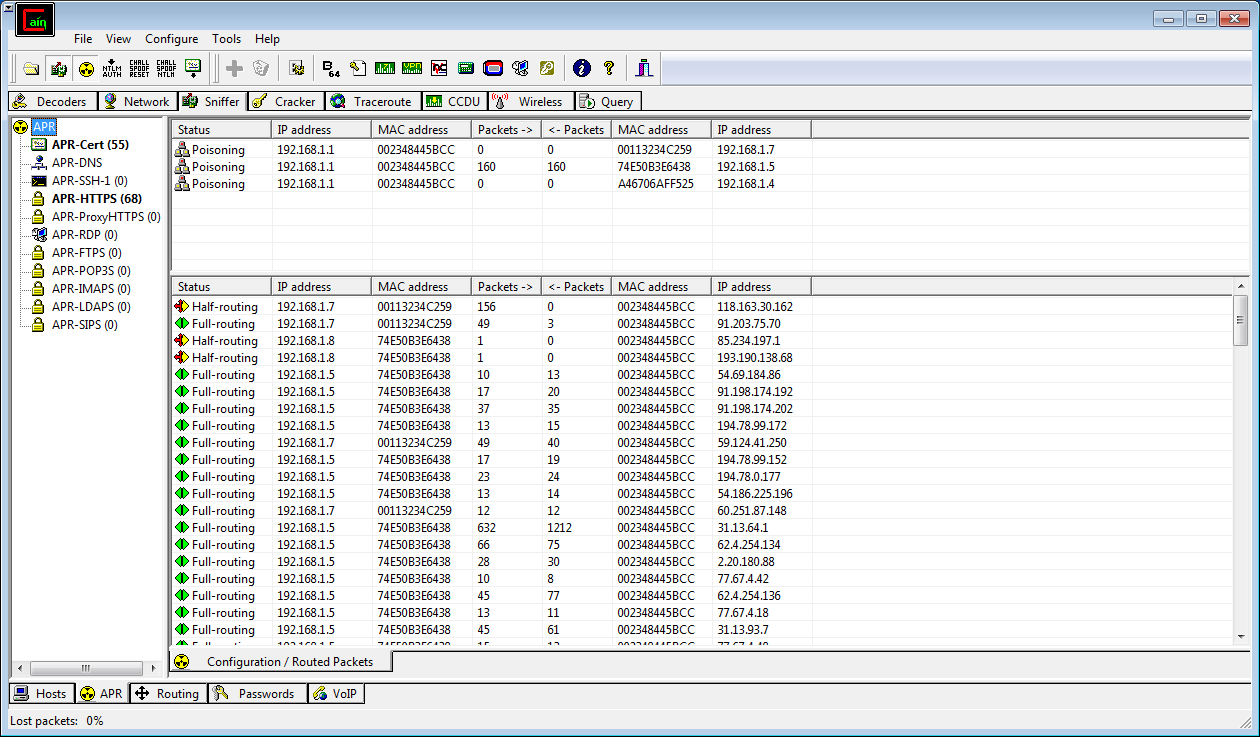 Cain
File View Configure Tools Help
NTLM AUTH CHALL SPOOF RESET CHALL SPOOF NTLM B64
Decoders Network Sniffer Cracker Traceroute CCDU Wireless Query
APR
APR-Cert (55)
APR-DNS
APR-SSH-1 (0)
APR-HTTPS (68)
APR-ProxyHTTPS (0)
APR-RDP (0)
APR-FTPS (0)
APR-POP3S (0)
APR-IMAPS (0)
APR-LDAPS (0)
APR-SIPS (0)
Status IP address MAC address Packets -> <- Packets MAC address IP address
Poisoning 192.168.1.1 002348445BCC 0 0 00113234C259 192.168.1.7
Poisoning 192.168.1.1 002348445BCC 160 160 74E50B3E6438 192.168.1.5
Poisoning 192.168.1.1 002348445BCC 0 0 A46706AFF525 192.168.1.4
Status IP address MAC address Packets -> <- Packets MAC address IP address
Half-routing 192.168.1.7 00113234C259 156 0 002348445BCC 118.163.30.162
Full-routing 192.168.1.7 00113234C259 49 3 002348445BCC 91.203.75.70
Half-routing 192.168.1.8 74E50B3E6438 1 0 002348445BCC 85.234.197.1
Half-routing 192.168.1.8 74E50B3E6438 1 0 002348445BCC 193.190.138.68
Full-routing 192.168.1.5 74E50B3E6438 10 13 002348445BCC 54.69.184.86
Full-routing 192.168.1.5 74E50B3E6438 17 20 002348445BCC 91.198.174.192
Full-routing 192.168.1.5 74E50B3E6438 37 35 002348445BCC 91.198.174.202
Full-routing 192.168.1.5 74E50B3E6438 13 15 002348445BCC 194.78.99.172
Full-routing 192.168.1.7 00113234C259 49 40 002348445BCC 59.124.41.250
Full-routing 192.168.1.5 74E50B3E6438 17 19 002348445BCC 194.78.99.152
Full-routing 192.168.1.5 74E50B3E6438 23 24 002348445BCC 194.78.0.177
Full-routing 192.168.1.5 74E50B3E6438 13 14 002348445BCC 54.186.225.196
Full-routing 192.168.1.7 00113234C259 12 12 002348445BCC 60.251.87.148
Full-routing 192.168.1.5 74E50B3E6438 632 1212 002348445BCC 31.13.64.1
Full-routing 192.168.1.5 74E50B3E6438 66 75 002348445BCC 62.4.254.134
Full-routing 192.168.1.5 74E50B3E6438 28 30 002348445BCC 2.20.180.88
Full-routing 192.168.1.5 74E50B3E6438 10 8 002348445BCC 77.67.4.42
Full-routing 192.168.1.5 74E50B3E6438 45 77 002348445BCC 62.4.254.136
Full-routing 192.168.1.5 74E50B3E6438 13 11 002348445BCC 77.67.4.18
Full-routing 192.168.1.5 74E50B3E6438 45 61 002348445BCC 31.13.93.7
Configuration / Routed Packets
Hosts APR Routing Passwords VoIP
Lost packets: 0%